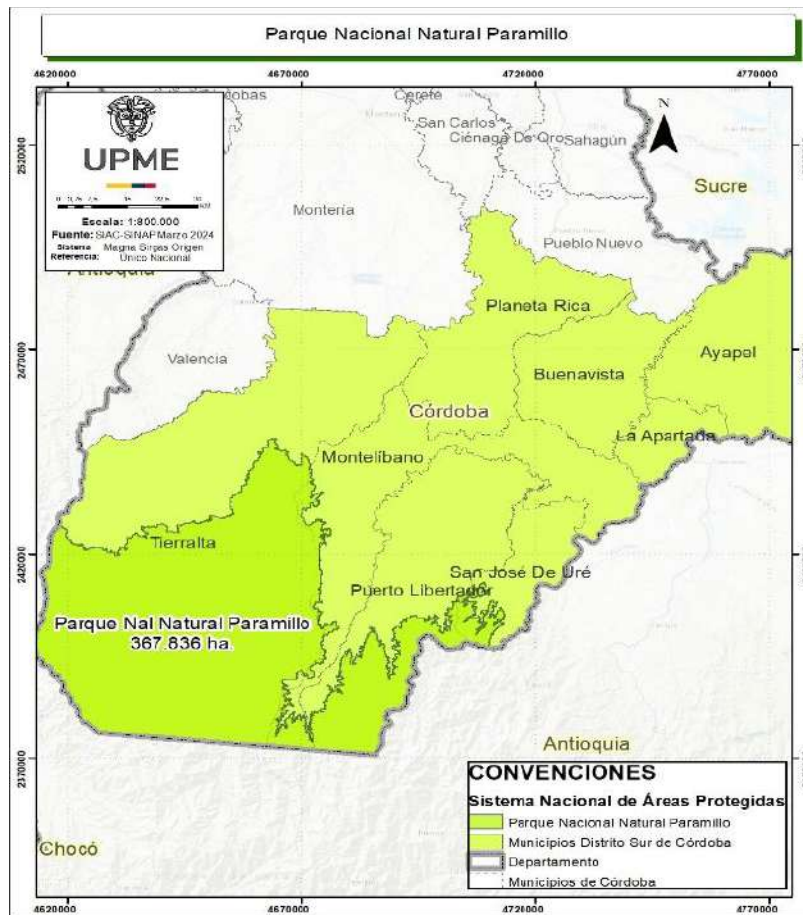 Parque Nacional Natural Paramillo
4620000 4670000 4720000 4770000
UPME
Escala: 1:800.000
Fuente: SIAC-SINAP Marzo 2024
Sistema Magna Sirgas Origen
Referencia: Único Nacional
Antioquia
Cereté
San Carlos
Ciénaga De Oro
Sahagún
N
Sucre
Montería
Pueblo Nuevo
2520000
Planeta Rica
Valencia
Buenavista
Ayapel
2470000
Córdoba
La Apartada
Montelíbano
Tierralta
2420000
San José De Uré
Puerto Libertador
Parque Nal Natural Paramillo
367.836 ha.
2370000
Antioquia
Chocó
CONVENCIONES
Sistema Nacional de Áreas Protegidas
Parque Nacional Natural Paramillo
Municipios Distrito Sur de Córdoba
Departamento
Municipios de Córdoba
4620000 4670000 4720000 4770000